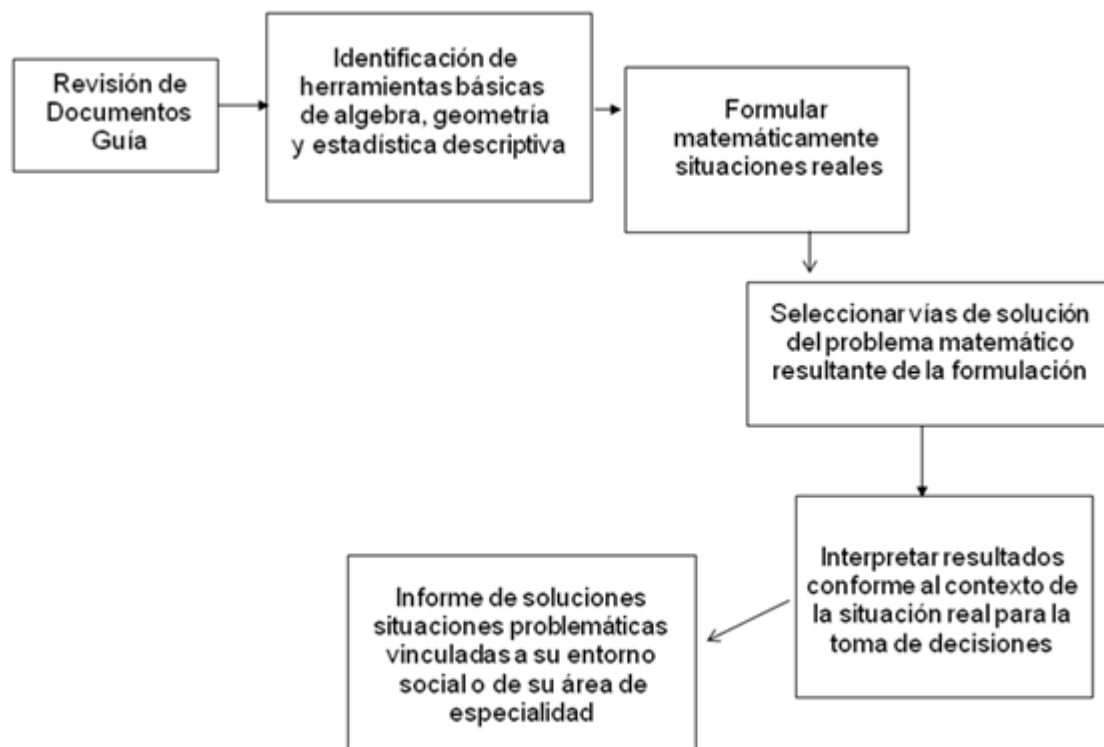 Revisión de
Documentos
Guía
Identificación de
herramientas básicas
de algebra, geometría
y estadística descriptiva
Formular
matemáticamente
situaciones reales
Seleccionar vías de solución
del problema matemático
resultante de la formulación
Interpretar resultados
conforme al contexto de
la situación real para la
toma de decisiones
Informe de soluciones
situaciones problemáticas
vinculadas a su entorno
social o de su área de
especialidad